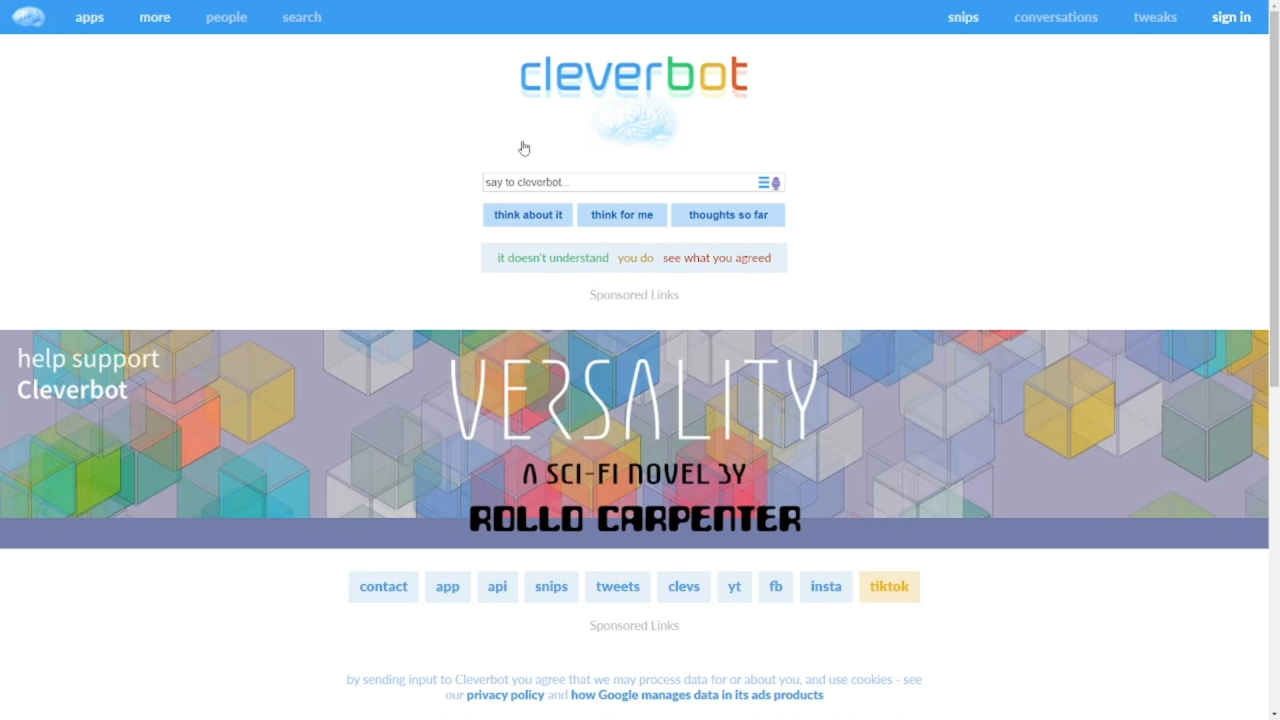 apps more people search snips conversations tweaks sign in
cleverbot
say to cleverbot...
think about it think for me thoughts so far
it doesn't understand you do see what you agreed
Sponsored Links
help support
Cleverbot
VERSALITY
A SCI-FI NOVEL BY
ROLLO CARPENTER
contact app api snips tweets clevs yt fb insta tiktok
Sponsored Links
by sending input to Cleverbot you agree that we may process data for or about you, and use cookies - see
our privacy policy and how Google manages data in its ads products